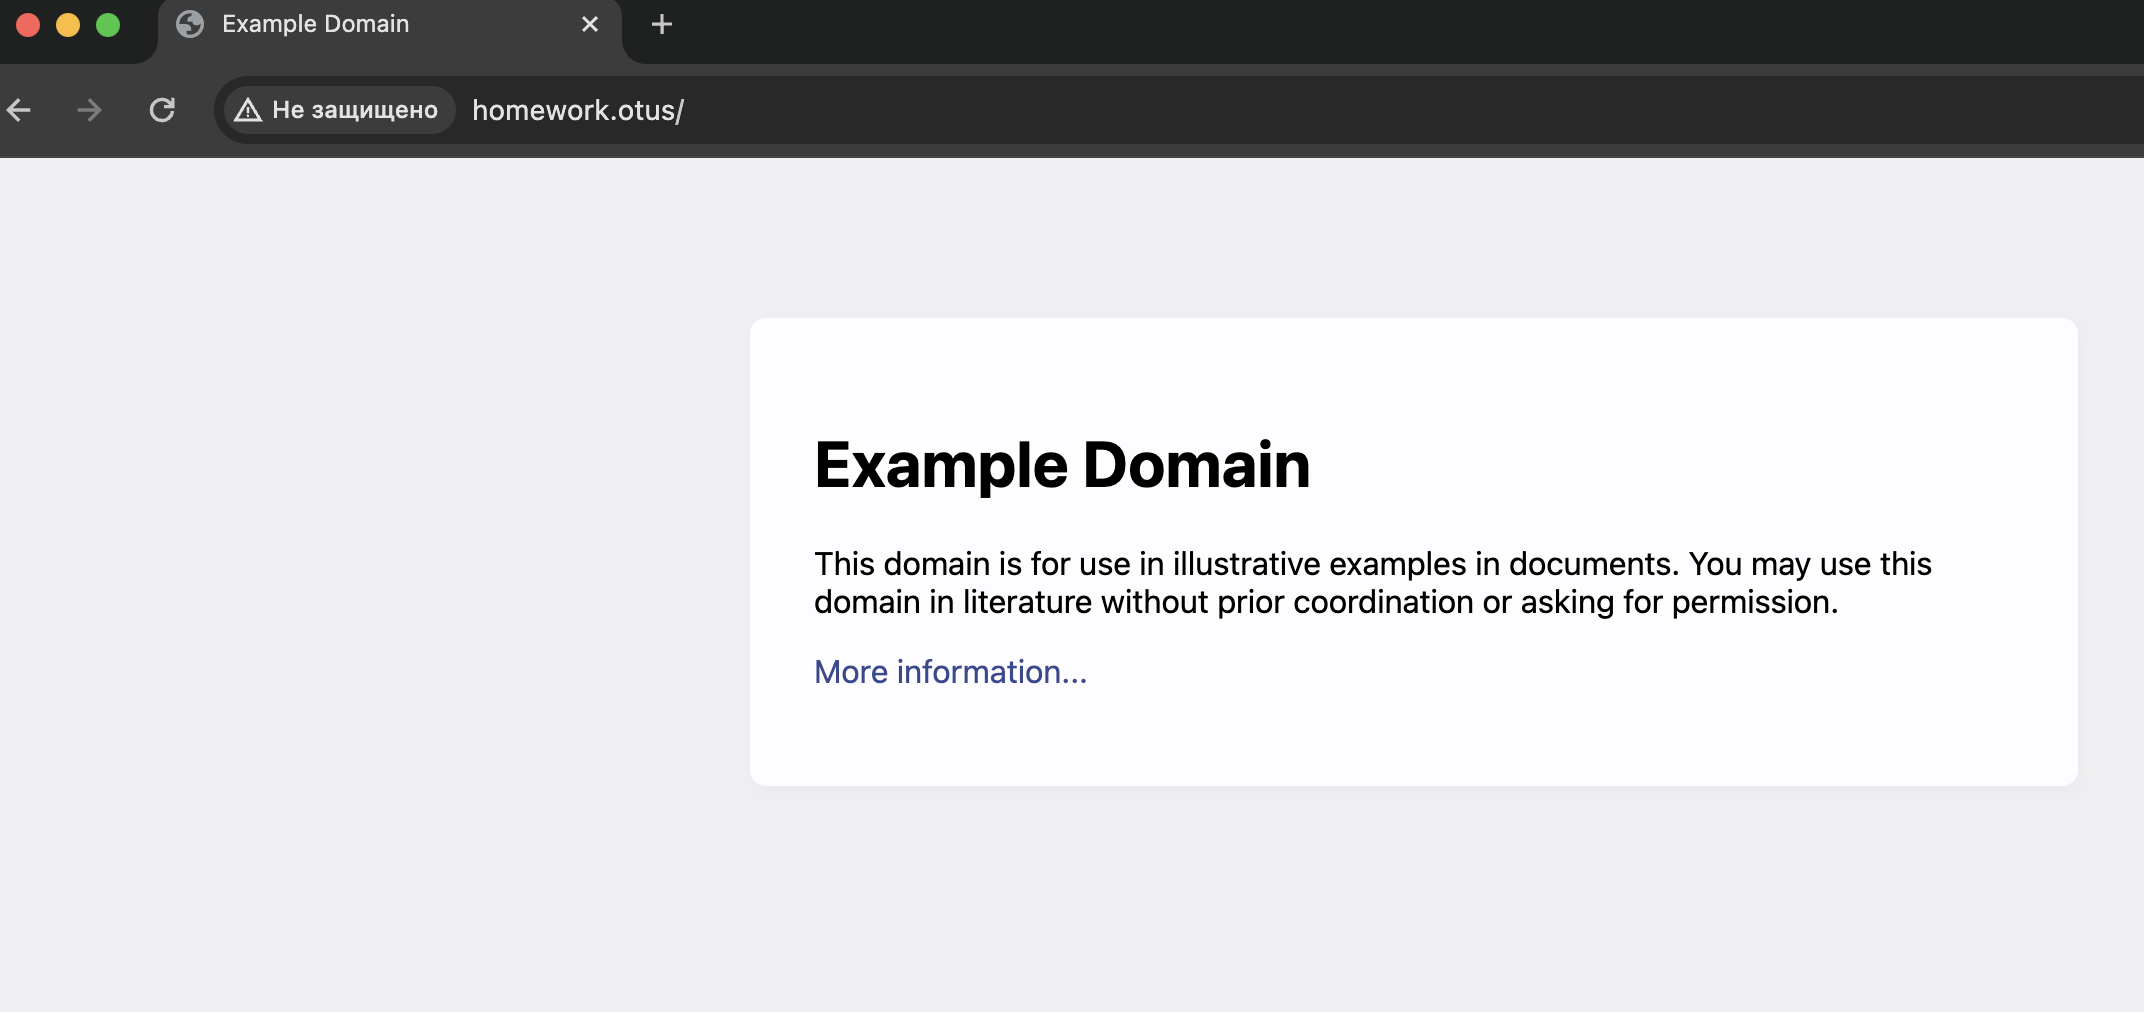 Example Domain
Не защищено homework.otus/
Example Domain
This domain is for use in illustrative examples in documents. You may use this
domain in literature without prior coordination or asking for permission.
More information...